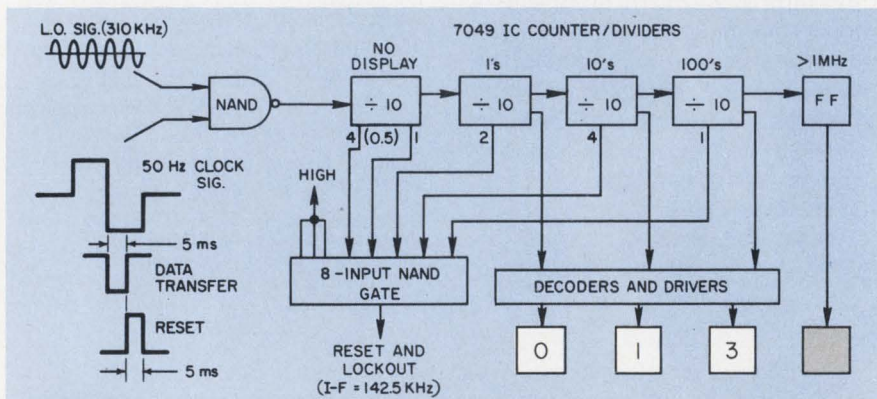 L.O. SIG.(310 KHz)
7049 IC COUNTER/DIVIDERS
NO
DISPLAY
1's
10's
100's
>1MHz
NAND
÷ 10
÷ 10
÷ 10
÷ 10
F F
4 (0.5) 1
2
4
1
50 Hz CLOCK
SIG.
HIGH
5 ms
DATA
TRANSFER
8-INPUT NAND
GATE
DECODERS AND DRIVERS
RESET
0
1
3
RESET AND
LOCKOUT
(I-F = 142.5 KHz)
5 ms